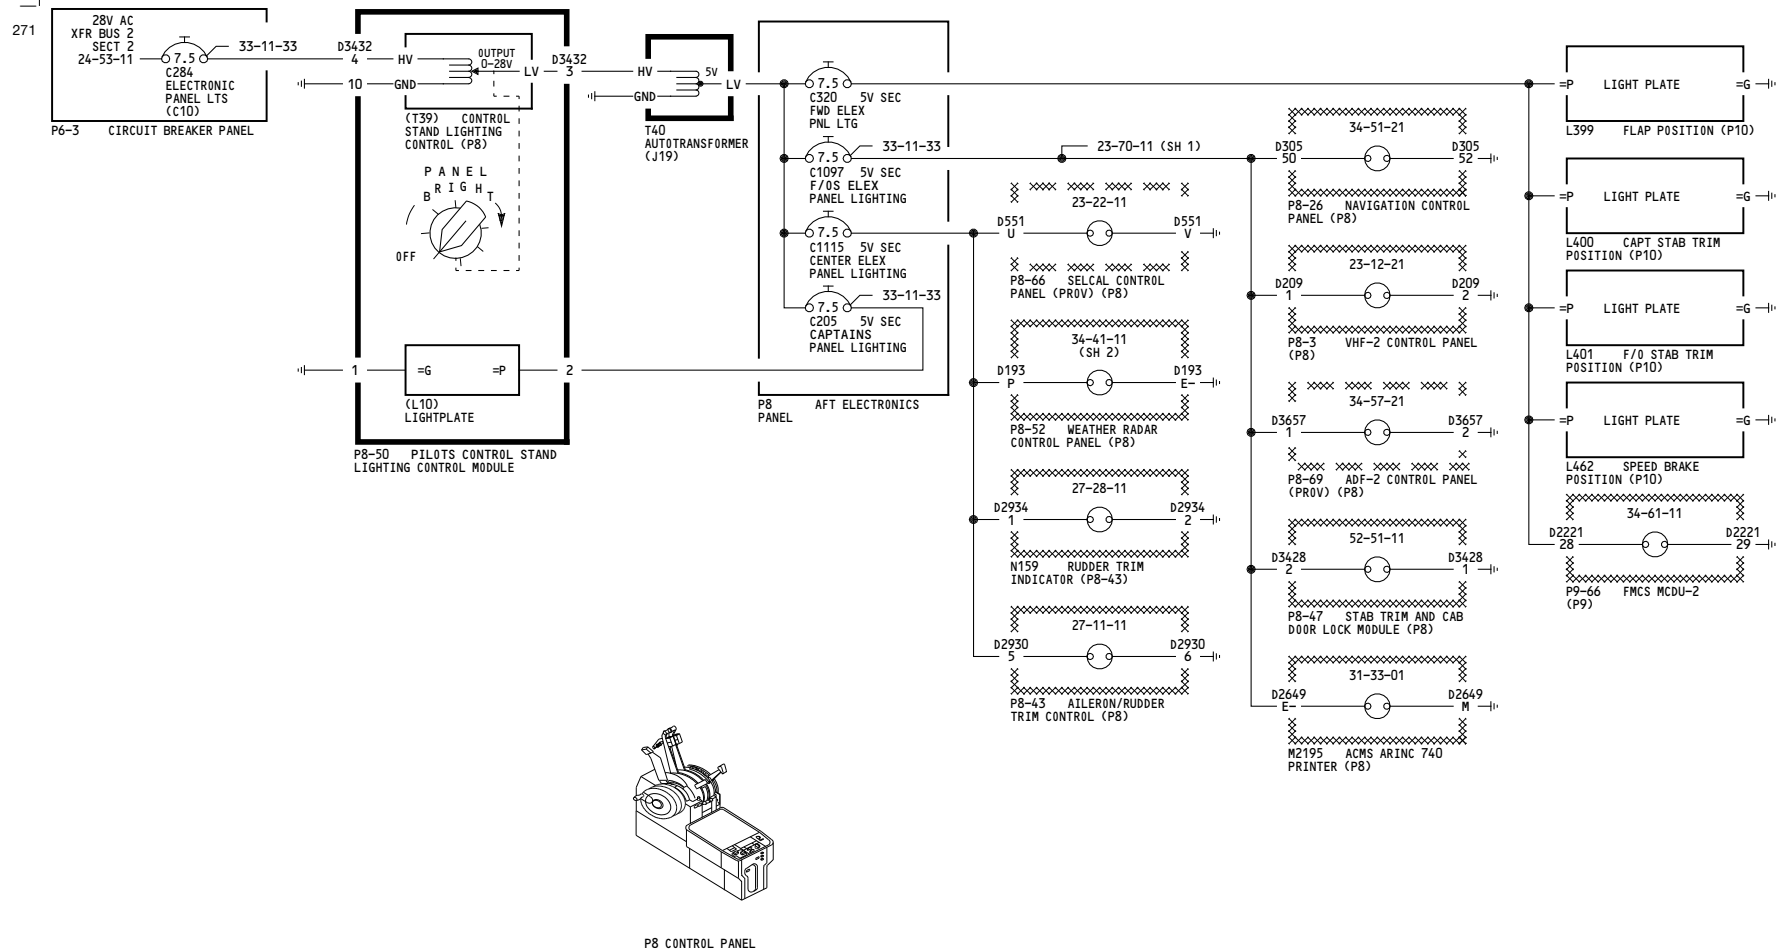 271
28V AC
XFR BUS 2
SECT 2
24-53-11
7.5
33-11-33
C284
ELECTRONIC
PANEL LTS
(C10)
P6-3 CIRCUIT BREAKER PANEL
D3432
4
HV
10
GND
OUTPUT
0-28V
LV
D3432
3
(T39) CONTROL
STAND LIGHTING
CONTROL (P8)
PANEL
BRIGHT
OFF
1
=G
=P
2
(L10)
LIGHTPLATE
P8-50 PILOTS CONTROL STAND
LIGHTING CONTROL MODULE
HV
5V
LV
GND
T40
AUTOTRANSFORMER
(J19)
7.5
C320 5V SEC
FWD ELEX
PNL LTG
7.5
33-11-33
C1097 5V SEC
F/OS ELEX
PANEL LIGHTING
7.5
C1115 5V SEC
CENTER ELEX
PANEL LIGHTING
7.5
33-11-33
C205 5V SEC
CAPTAINS
PANEL LIGHTING
P8 AFT ELECTRONICS
PANEL
23-70-11 (SH 1)
23-22-11
D551
U
D551
V
P8-66 SELCAL CONTROL
PANEL (PROV) (P8)
34-41-11
(SH 2)
D193
P
D193
E-
P8-52 WEATHER RADAR
CONTROL PANEL (P8)
27-28-11
D2934
1
D2934
2
N159 RUDDER TRIM
INDICATOR (P8-43)
27-11-11
D2930
5
D2930
6
P8-43 AILERON/RUDDER
TRIM CONTROL (P8)
34-51-21
D305
50
D305
52
P8-26 NAVIGATION CONTROL
PANEL (P8)
23-12-21
D209
1
D209
2
P8-3 VHF-2 CONTROL PANEL
(P8)
34-57-21
D3657
1
D3657
2
P8-69 ADF-2 CONTROL PANEL
(PROV) (P8)
52-51-11
D3428
2
D3428
1
P8-47 STAB TRIM AND CAB
DOOR LOCK MODULE (P8)
31-33-01
D2649
E-
D2649
M
M2195 ACMS ARINC 740
PRINTER (P8)
=P LIGHT PLATE =G
L399 FLAP POSITION (P10)
=P LIGHT PLATE =G
L400 CAPT STAB TRIM
POSITION (P10)
=P LIGHT PLATE =G
L401 F/O STAB TRIM
POSITION (P10)
=P LIGHT PLATE =G
L462 SPEED BRAKE
POSITION (P10)
34-61-11
D2221
28
D2221
29
P9-66 FMCS MCDU-2
(P9)
P8 CONTROL PANEL